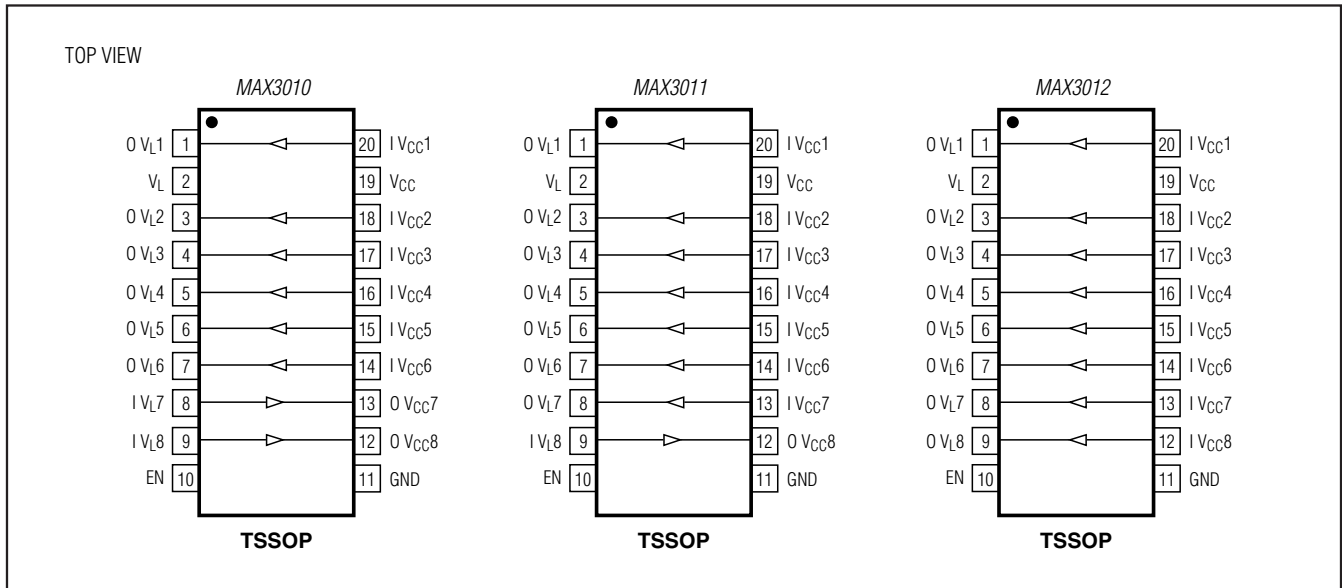 TOP VIEW
MAX3010
O VL1 1 20 I VCC1
VL 2 19 VCC
O VL2 3 18 I VCC2
O VL3 4 17 I VCC3
O VL4 5 16 I VCC4
O VL5 6 15 I VCC5
O VL6 7 14 I VCC6
I VL7 8 13 O VCC7
I VL8 9 12 O VCC8
EN 10 11 GND
TSSOP
MAX3011
O VL1 1 20 I VCC1
VL 2 19 VCC
O VL2 3 18 I VCC2
O VL3 4 17 I VCC3
O VL4 5 16 I VCC4
O VL5 6 15 I VCC5
O VL6 7 14 I VCC6
O VL7 8 13 I VCC7
I VL8 9 12 O VCC8
EN 10 11 GND
TSSOP
MAX3012
O VL1 1 20 I VCC1
VL 2 19 VCC
O VL2 3 18 I VCC2
O VL3 4 17 I VCC3
O VL4 5 16 I VCC4
O VL5 6 15 I VCC5
O VL6 7 14 I VCC6
O VL7 8 13 I VCC7
O VL8 9 12 I VCC8
EN 10 11 GND
TSSOP